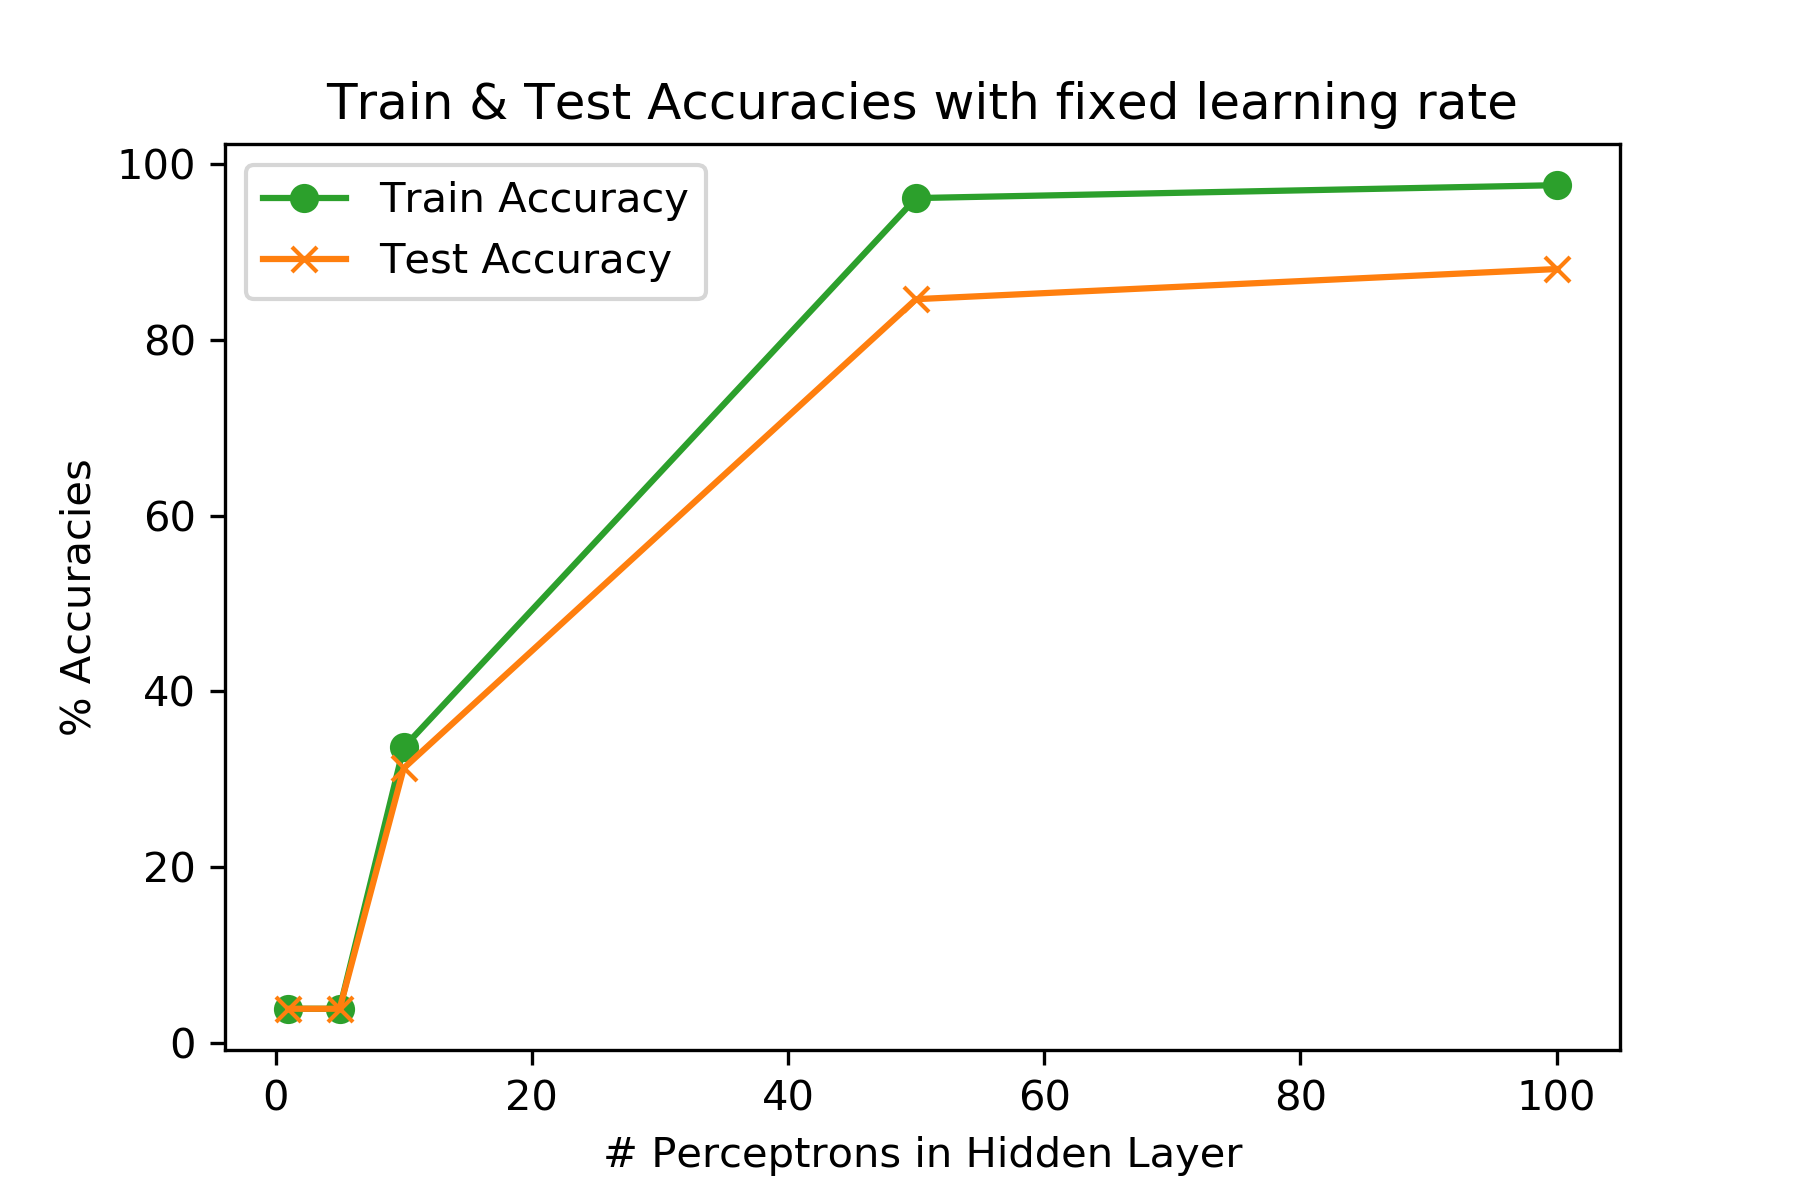 Train & Test Accuracies with fixed learning rate
Train Accuracy
Test Accuracy
100
80
60
40
20
0
% Accuracies
0 20 40 60 80 100
# Perceptrons in Hidden Layer